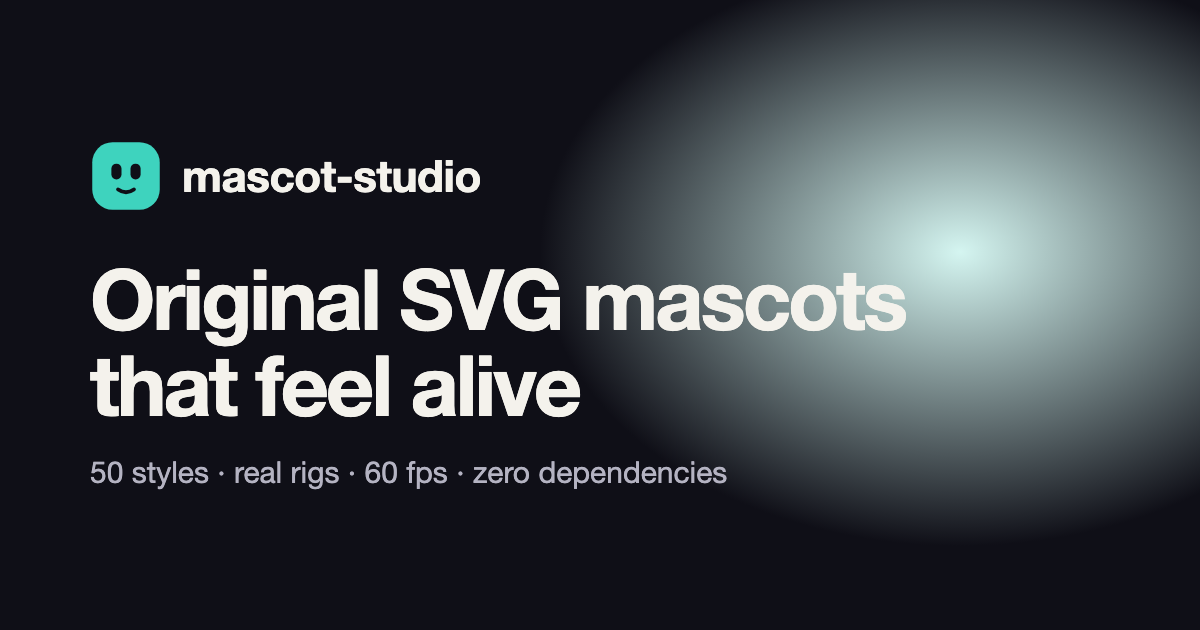 mascot-studio
Original SVG mascots
that feel alive
50 styles · real rigs · 60 fps · zero dependencies